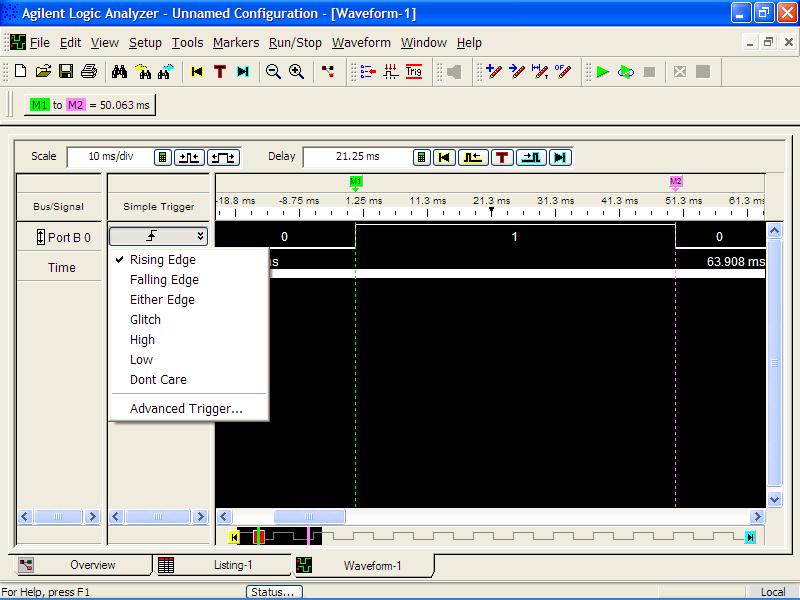 Agilent Logic Analyzer - Unnamed Configuration - [Waveform-1]
File Edit View Setup Tools Markers Run/Stop Waveform Window Help
Trig
M1 to M2 = 50.063 ms
Scale 10 ms/div Delay 21.25 ms
M1 M2
Bus/Signal Simple Trigger -18.8 ms -8.75 ms 1.25 ms 11.3 ms 21.3 ms 31.3 ms 41.3 ms 51.3 ms 61.3 m
Port B 0 0 1 0
Time 63.908 ms
Rising Edge
Falling Edge
Either Edge
Glitch
High
Low
Dont Care
Advanced Trigger...
Overview Listing-1 Waveform-1
For Help, press F1 Status... Local